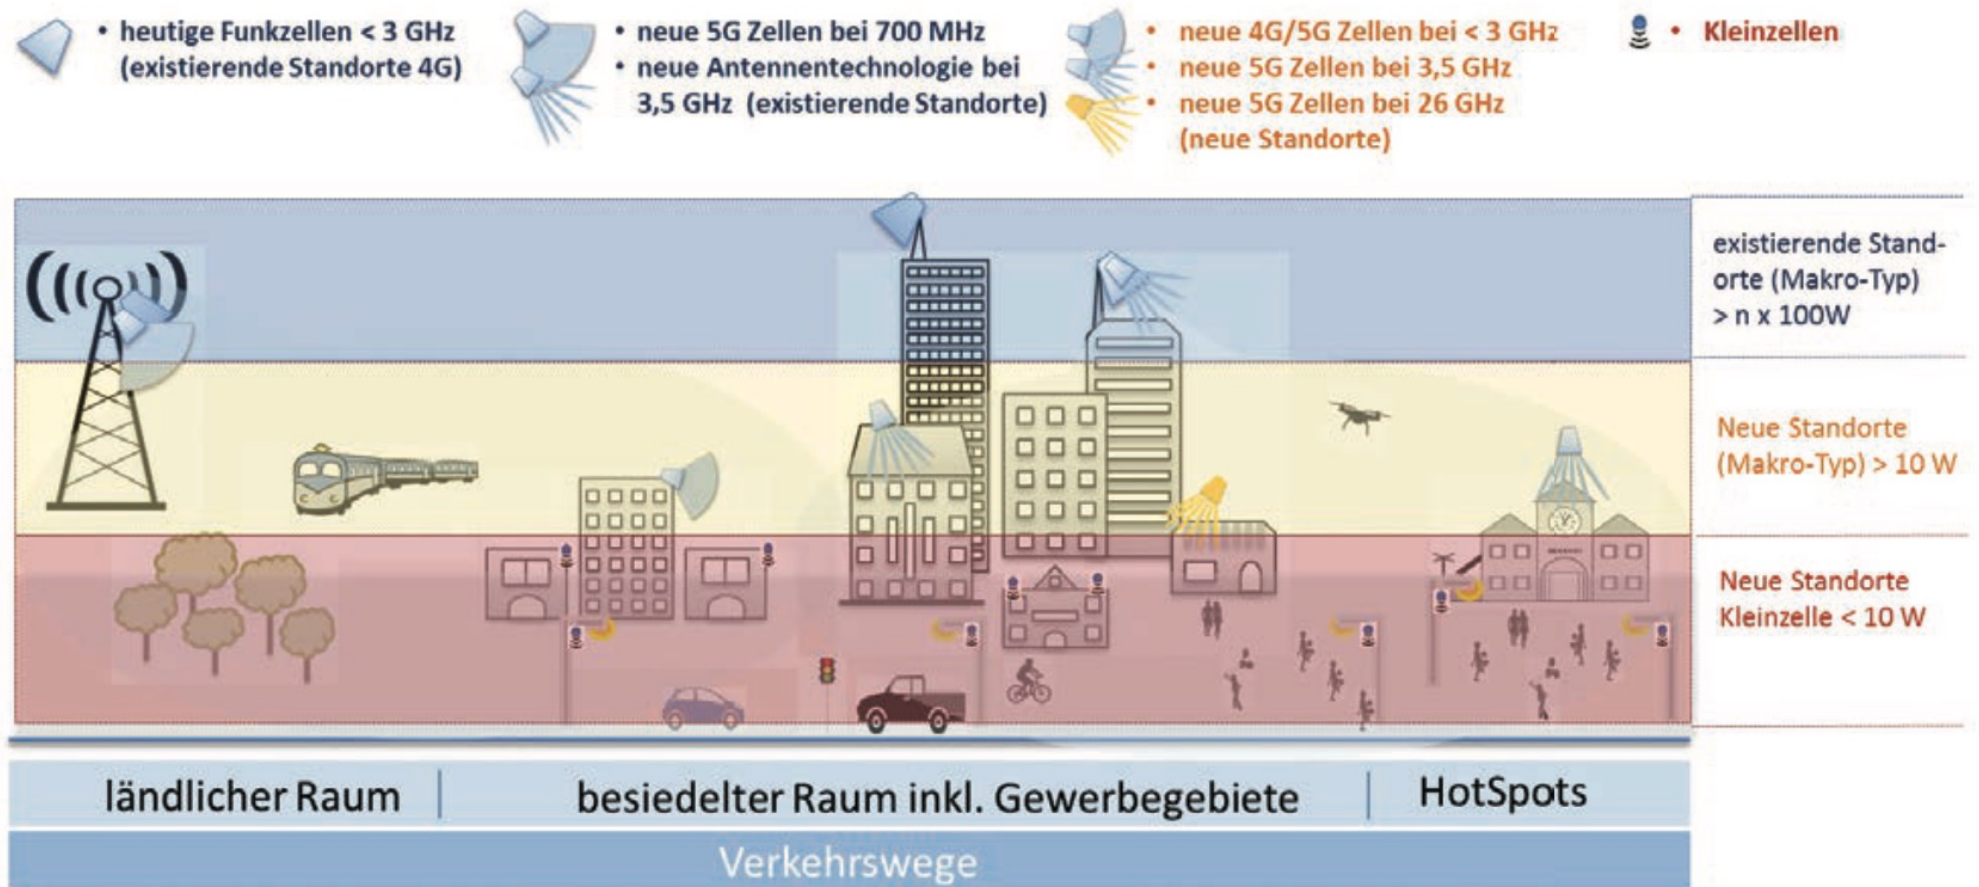 • heutige Funkzellen < 3 GHz
(existierende Standorte 4G)
• neue 5G Zellen bei 700 MHz
• neue Antennentechnologie bei
3,5 GHz (existierende Standorte)
• neue 4G/5G Zellen bei < 3 GHz
• neue 5G Zellen bei 3,5 GHz
• neue 5G Zellen bei 26 GHz
(neue Standorte)
• Kleinzellen
existierende Stand-
orte (Makro-Typ)
> n x 100W
Neue Standorte
(Makro-Typ) > 10 W
Neue Standorte
Kleinzelle < 10 W
ländlicher Raum
besiedelter Raum inkl. Gewerbegebiete
HotSpots
Verkehrswege